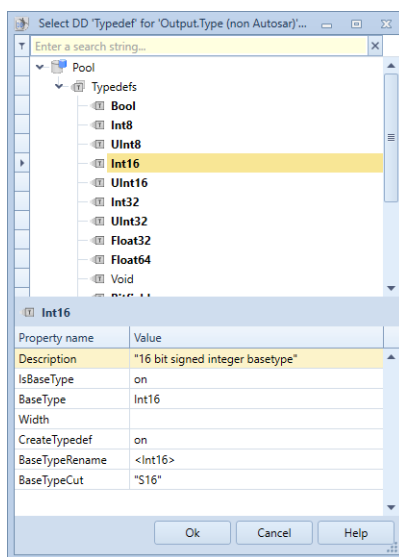 Select DD 'Typedef' for 'Output.Type (non Autosar)'...
Enter a search string...
Pool
Typedefs
Bool
Int8
UInt8
Int16
UInt16
Int32
UInt32
Float32
Float64
Void
Int16
Property name Value
Description "16 bit signed integer basetype"
IsBaseType on
BaseType Int16
Width
CreateTypedef on
BaseTypeRename <Int16>
BaseTypeCut "S16"
Ok Cancel Help